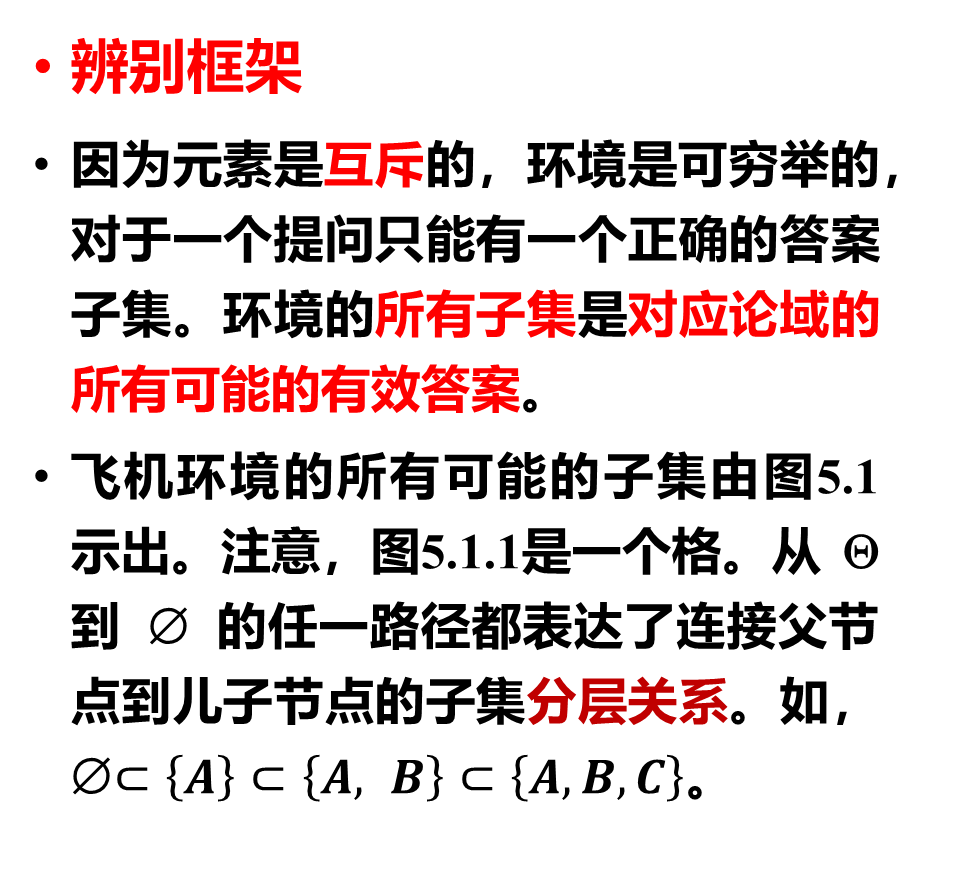 • 辨别框架
• 因为元素是互斥的，环境是可穷举的，
对于一个提问只能有一个正确的答案
子集。环境的所有子集是对应论域的
所有可能的有效答案。
• 飞机环境的所有可能的子集由图5.1
示出。注意，图5.1.1是一个格。从 Θ
到 ∅ 的任一路径都表达了连接父节
点到儿子节点的子集分层关系。如，
∅⊂ {A} ⊂ {A, B} ⊂ {A, B, C}。